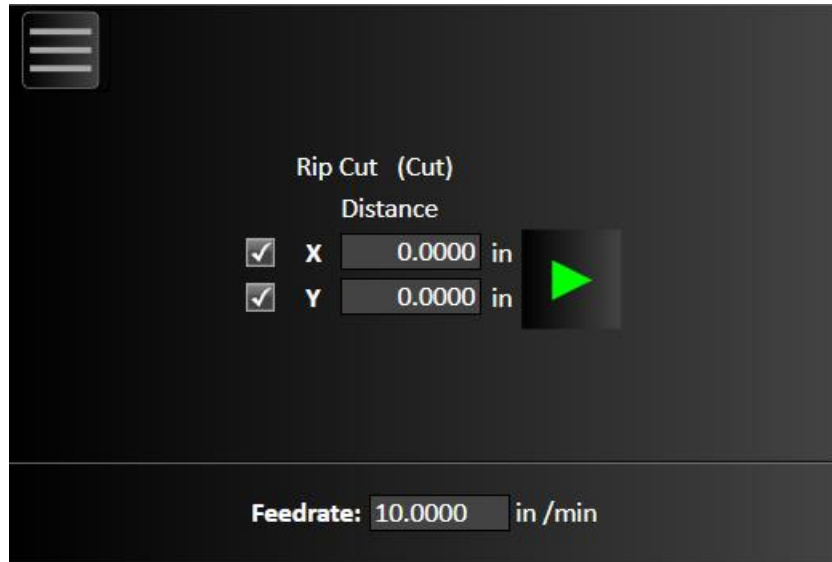 Rip Cut (Cut)
Distance
X 0.0000 in
Y 0.0000 in
Feedrate: 10.0000 in /min